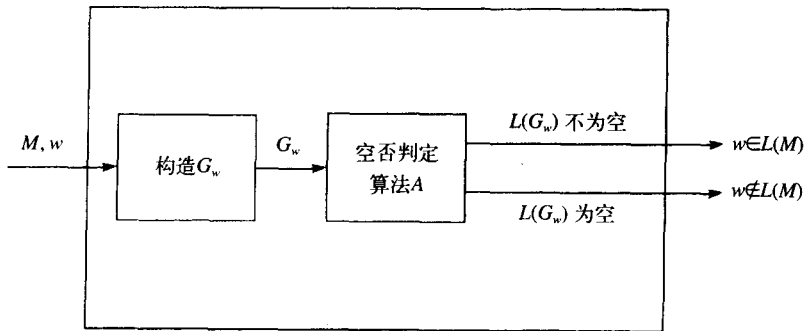 M, w
构造G_w
G_w
空否判定
算法A
L(G_w) 不为空
w∈L(M)
L(G_w) 为空
w∉L(M)